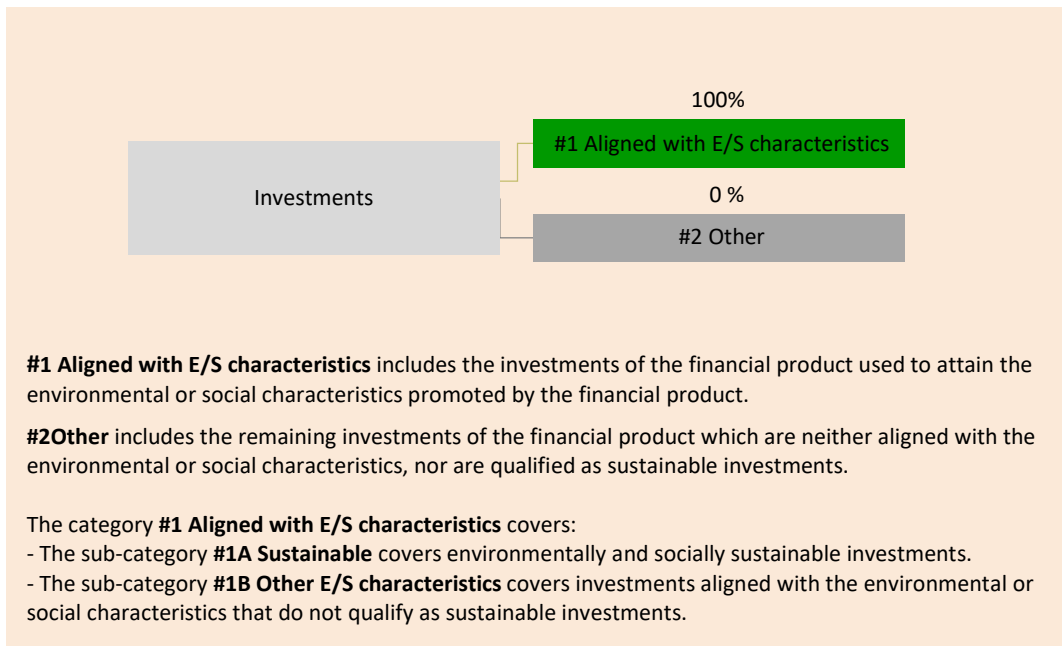 100%
#1 Aligned with E/S characteristics
Investments
0 %
#2 Other
#1 Aligned with E/S characteristics includes the investments of the financial product used to attain the
environmental or social characteristics promoted by the financial product.
#2Other includes the remaining investments of the financial product which are neither aligned with the
environmental or social characteristics, nor are qualified as sustainable investments.
The category #1 Aligned with E/S characteristics covers:
- The sub-category #1A Sustainable covers environmentally and socially sustainable investments.
- The sub-category #1B Other E/S characteristics covers investments aligned with the environmental or
social characteristics that do not qualify as sustainable investments.